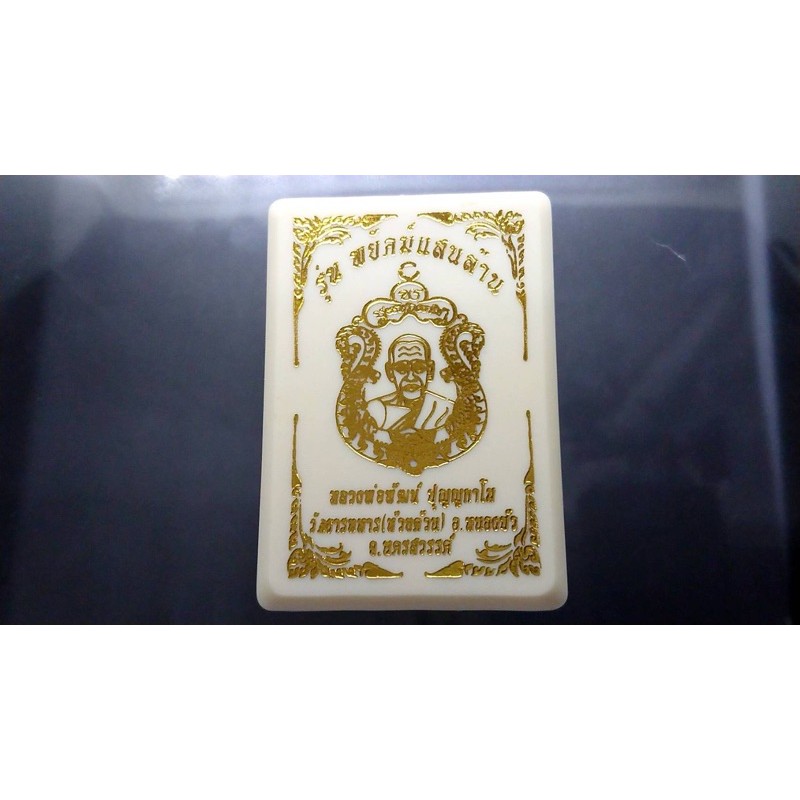 รุ่น พยัคฆ์แสนล้าน
หลวงพ่อพัฒน์ ปุญญกาโม
วัดธารทหาร(ห้วยด้วน) อ.หนองบัว
จ.นครสวรรค์